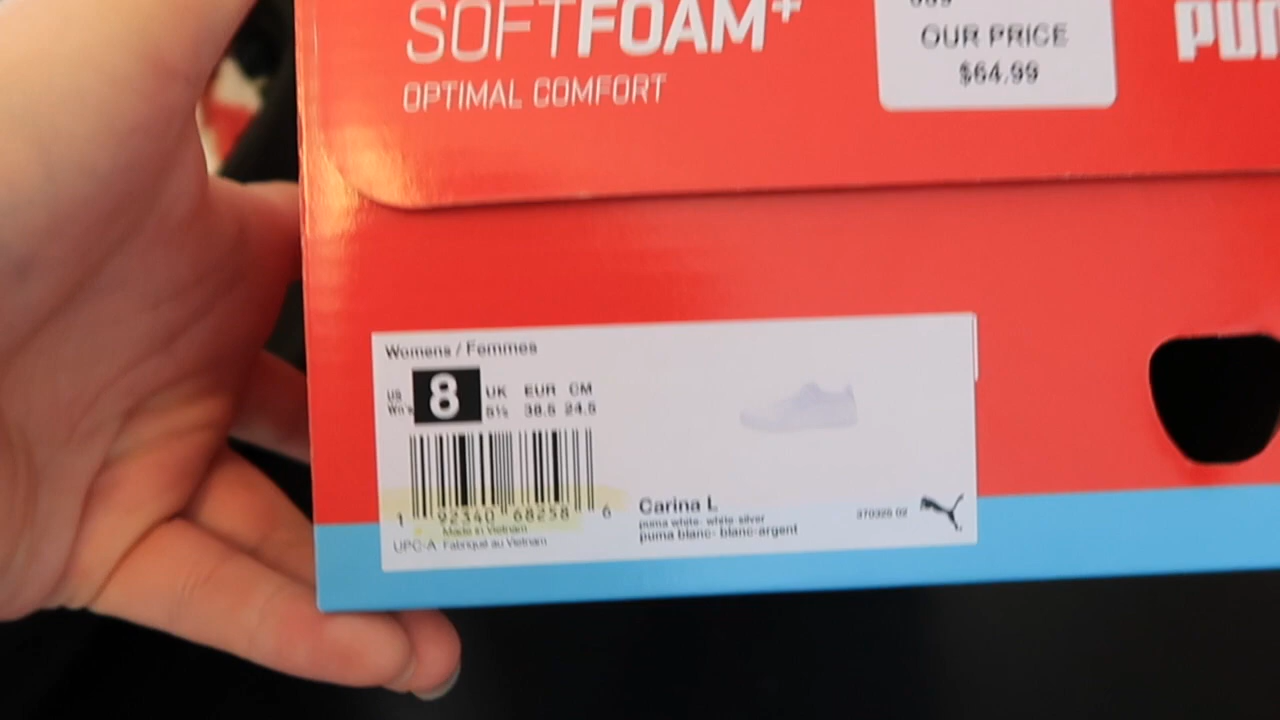 SOFTFOAM+
OPTIMAL COMFORT
OUR PRICE
$64.99
Womens / Femmes
US
Wn's
8
UK EUR CM
5½ 38.5 24.5
1 92340 68258 6
Made in Vietnam
UPC-A Fabriqué au Vietnam
Carina L
puma white- white-silver
puma blanc- blanc-argent
370325 02